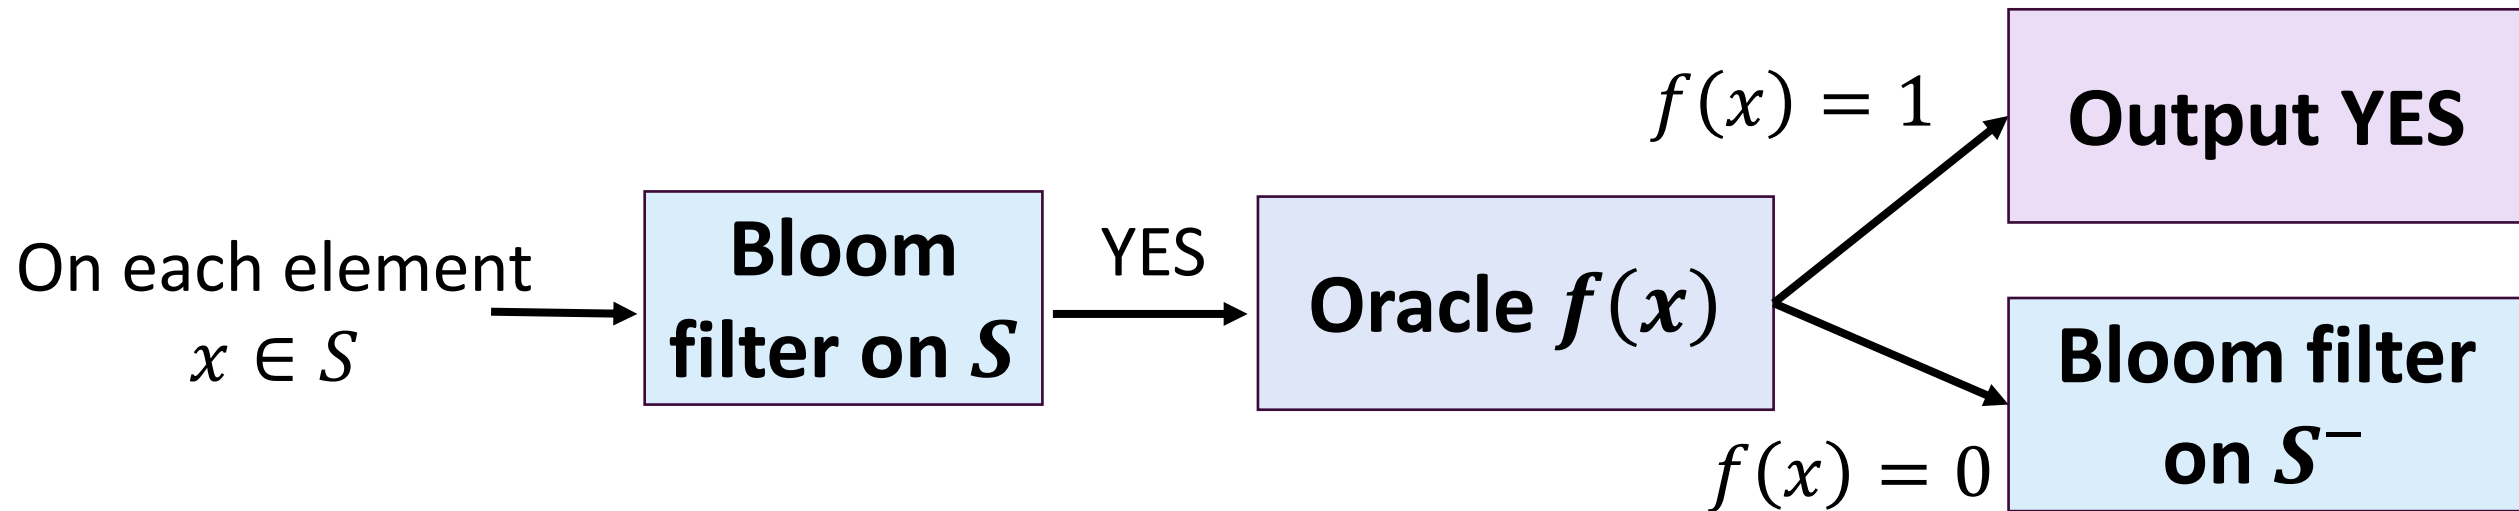 On each element
x ∈ S
Bloom
filter on S
YES
Oracle f(x)
f(x) = 1
Output YES
f(x) = 0
Bloom filter
on S⁻